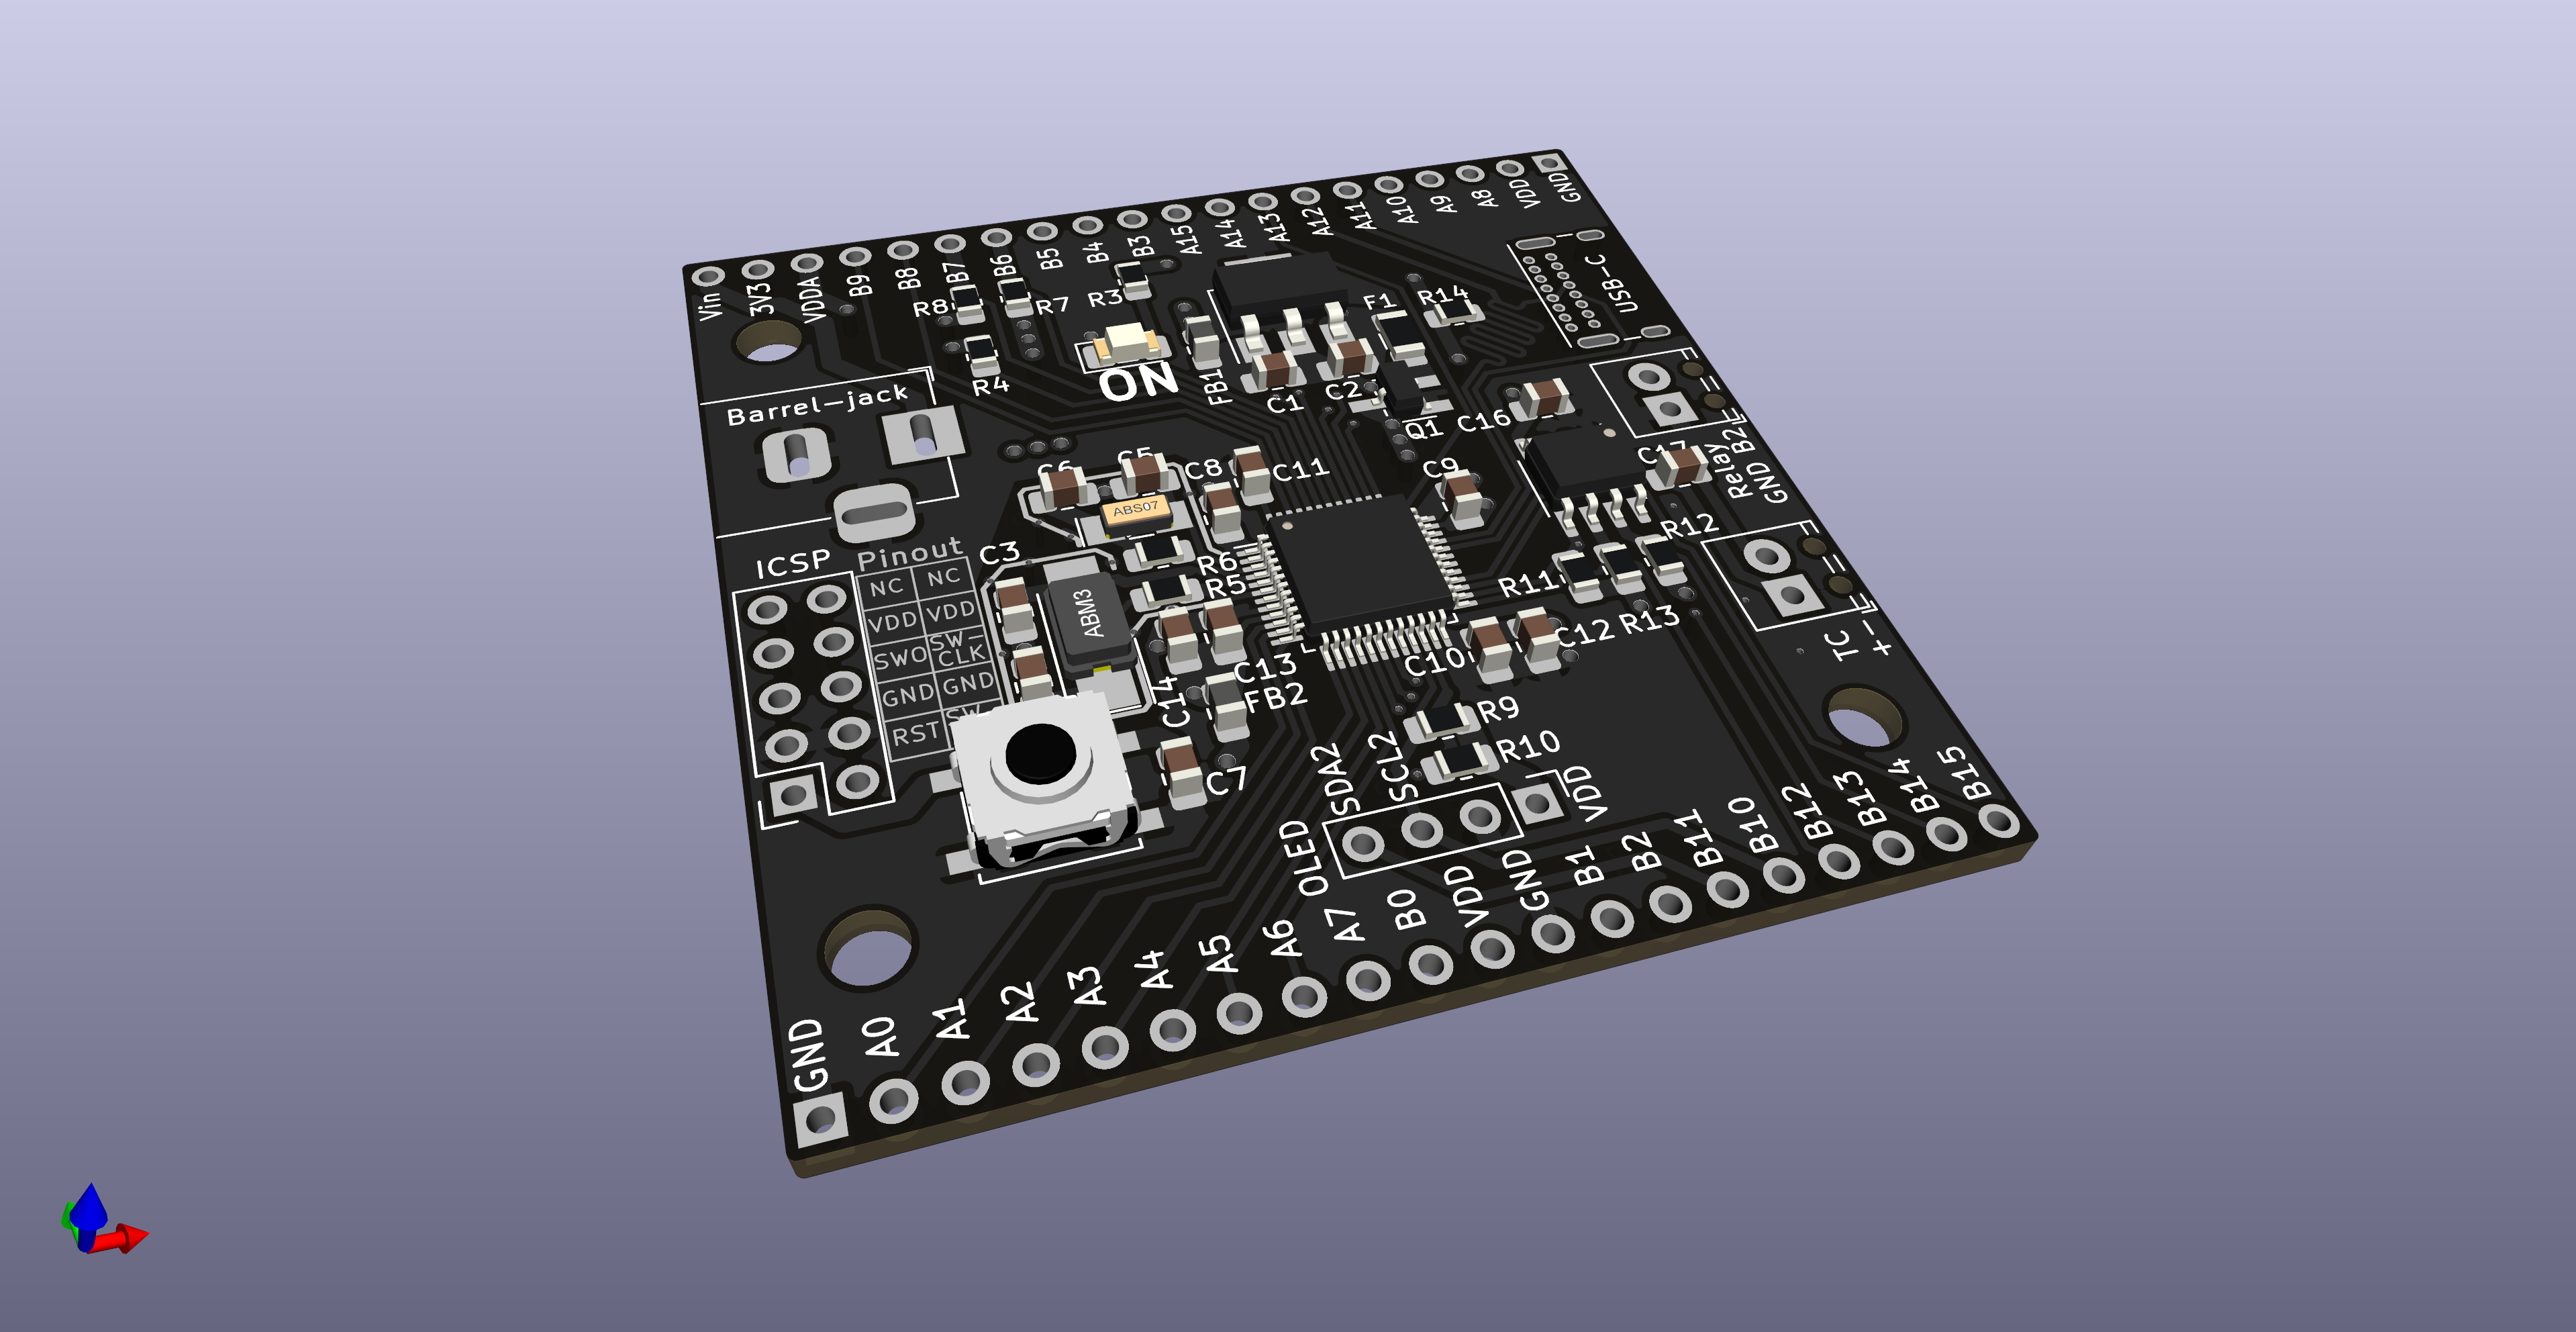 Vin
3V3
VDDA
B9
B8
B7
B6
B5
B4
B3
A15
A14
A13
A12
A11
A10
A9
A8
VDD
GND
R8
R7
R3
R4
ON
FB1
C1
C2
F1
R14
Q1
C16
USB-C
Barrel-jack
C6
C5
C8
C11
C9
C17
Relay
GND B2
ABS07
ICSP
Pinout
NC NC
VDD VDD
SWO SW-CLK
GND GND
RST SW-
C3
ABM3
R6
R5
R11
R12
R13
C12
C10
C13
FB2
C14
C7
TC
- +
R9
R10
SDA2
SCL2
VDD
OLED
GND
GND
A0
A1
A2
A3
A4
A5
A6
A7
B0
VDD
B1
B2
B11
B10
B12
B13
B14
B15